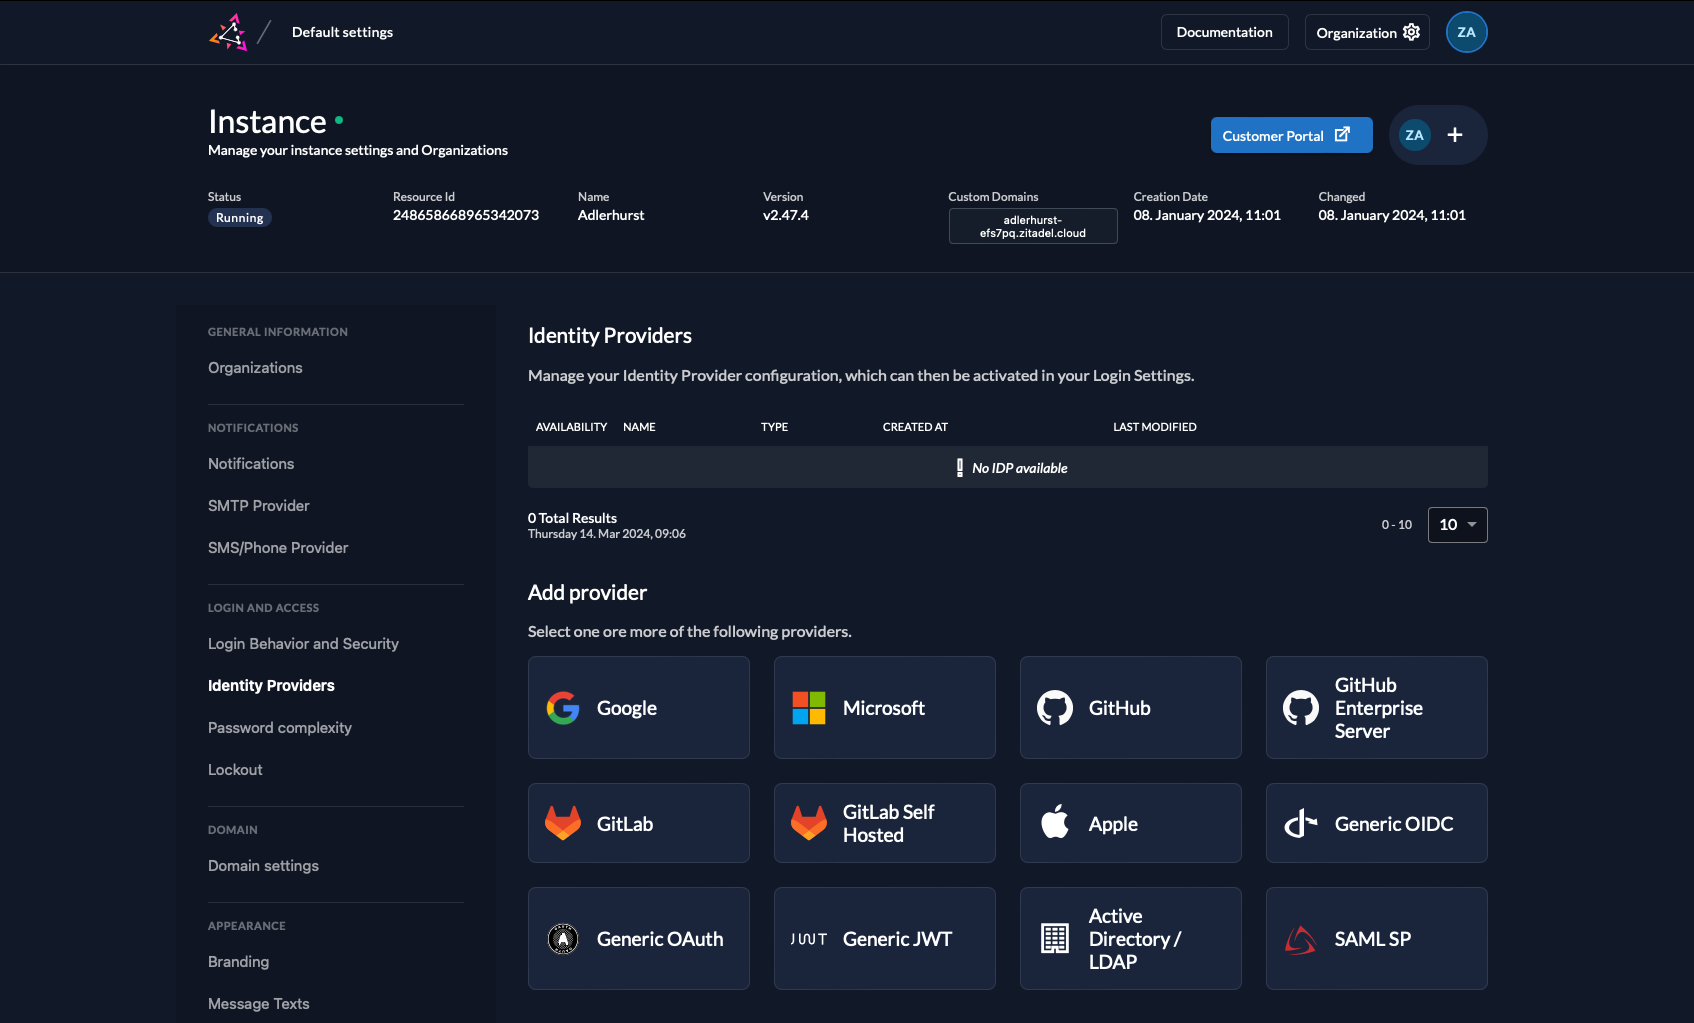 Default settings
Documentation
Organization
ZA
Instance
Manage your instance settings and Organizations
Customer Portal
ZA
Status
Running
Resource Id
248658668965342073
Name
Adlerhurst
Version
v2.47.4
Custom Domains
adlerhurst-
efs7pq.zitadel.cloud
Creation Date
08. January 2024, 11:01
Changed
08. January 2024, 11:01
GENERAL INFORMATION
Organizations
NOTIFICATIONS
Notifications
SMTP Provider
SMS/Phone Provider
LOGIN AND ACCESS
Login Behavior and Security
Identity Providers
Password complexity
Lockout
DOMAIN
Domain settings
APPEARANCE
Branding
Message Texts
Identity Providers
Manage your Identity Provider configuration, which can then be activated in your Login Settings.
AVAILABILITY NAME TYPE CREATED AT LAST MODIFIED
No IDP available
0 Total Results
Thursday 14. Mar 2024, 09:06
0 - 10
10
Add provider
Select one ore more of the following providers.
Google
Microsoft
GitHub
GitHub
Enterprise
Server
GitLab
GitLab Self
Hosted
Apple
Generic OIDC
Generic OAuth
JWT
Generic JWT
Active
Directory /
LDAP
SAML SP